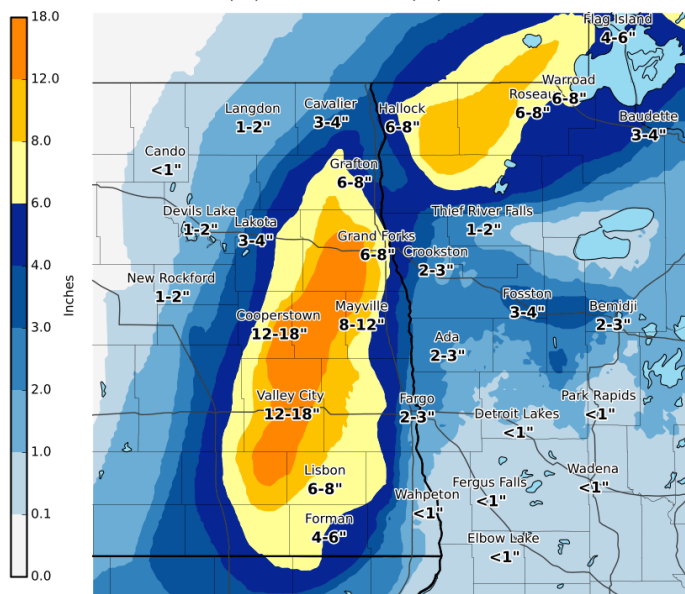 Flag Island
4-6"
Warroad
6-8"
Roseau
6-8"
Baudette
3-4"
Hallock
6-8"
Cavalier
3-4"
Langdon
1-2"
Cando
<1"
Grafton
6-8"
Devils Lake
1-2"
Lakota
3-4"
Grand Forks
6-8"
Thief River Falls
1-2"
Crookston
2-3"
New Rockford
1-2"
Cooperstown
12-18"
Mayville
8-12"
Fosston
3-4"
Bemidji
2-3"
Ada
2-3"
Valley City
12-18"
Fargo
2-3"
Detroit Lakes
<1"
Park Rapids
<1"
Lisbon
6-8"
Wahpeton
<1"
Fergus Falls
<1"
Wadena
<1"
Forman
4-6"
Elbow Lake
<1"
18.0
12.0
8.0
6.0
4.0
3.0
2.0
1.0
0.1
0.0
Inches